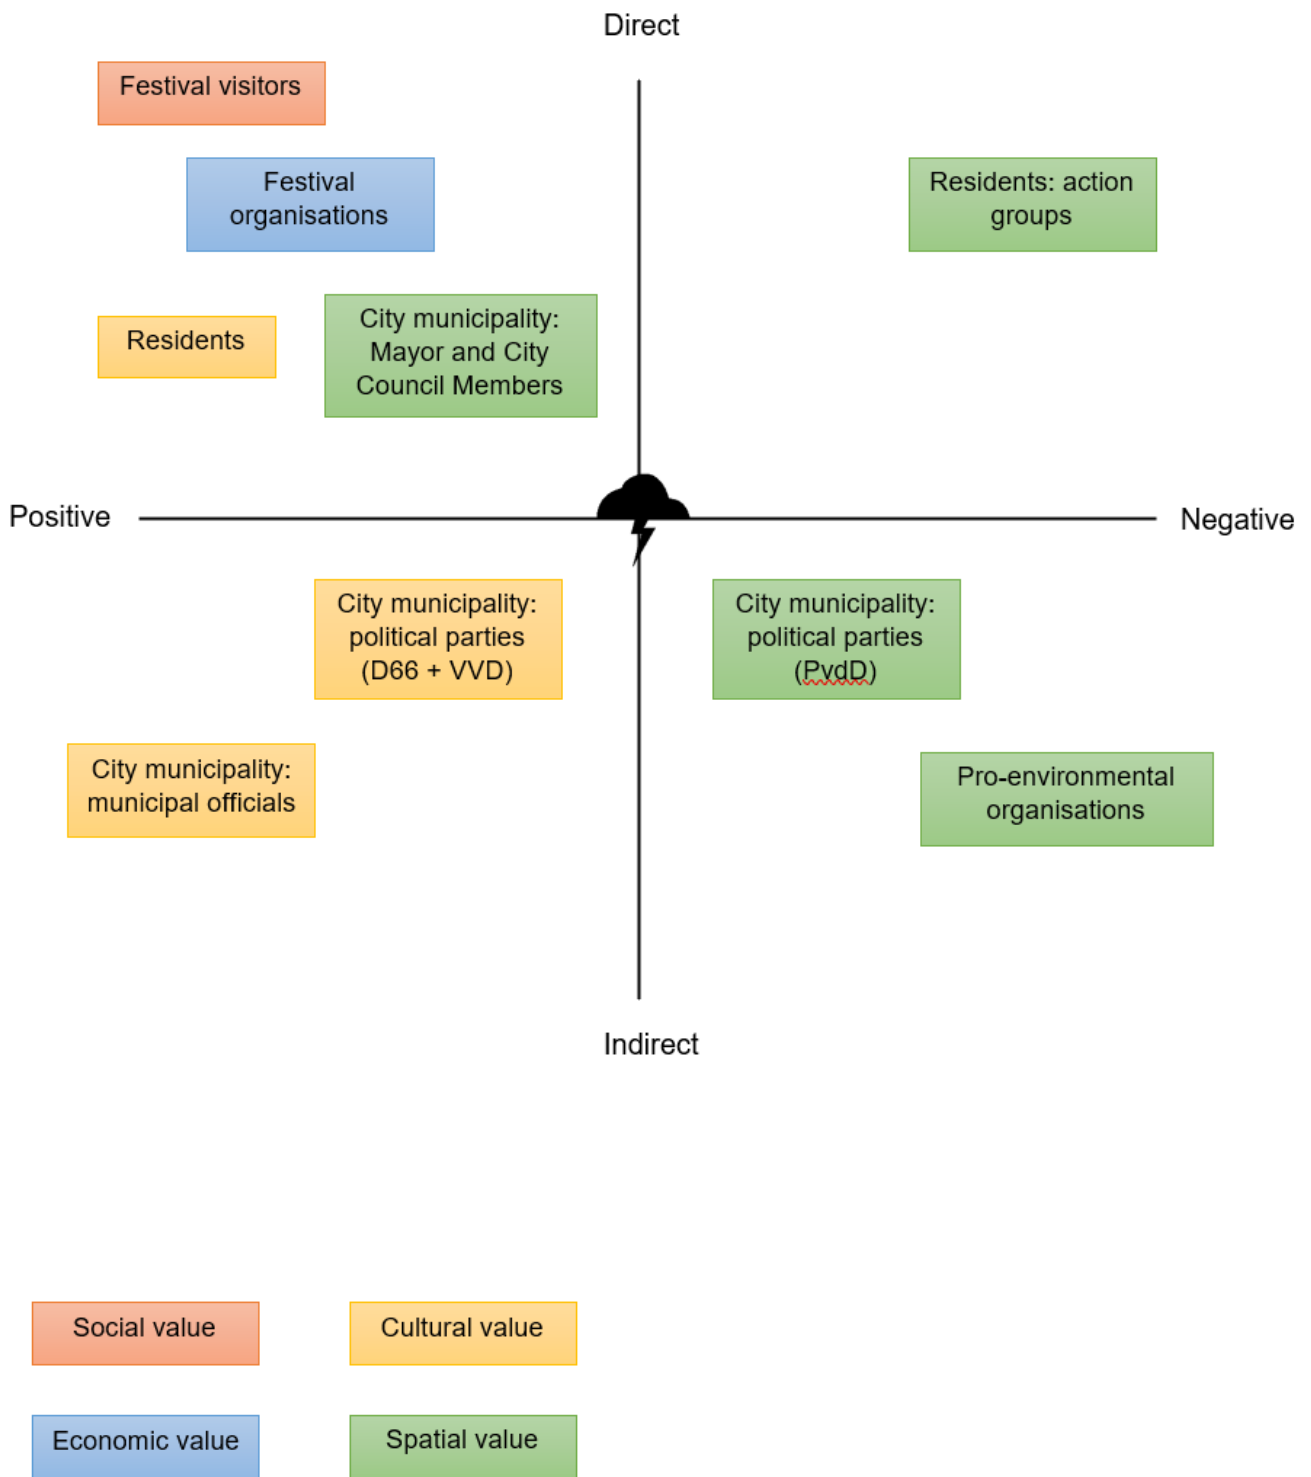 Direct
Festival visitors
Festival
organisations
Residents: action
groups
Residents
City municipality:
Mayor and City
Council Members
Positive
Negative
City municipality:
political parties
(D66 + VVD)
City municipality:
political parties
(PvdD)
City municipality:
municipal officials
Pro-environmental
organisations
Indirect
Social value
Cultural value
Economic value
Spatial value